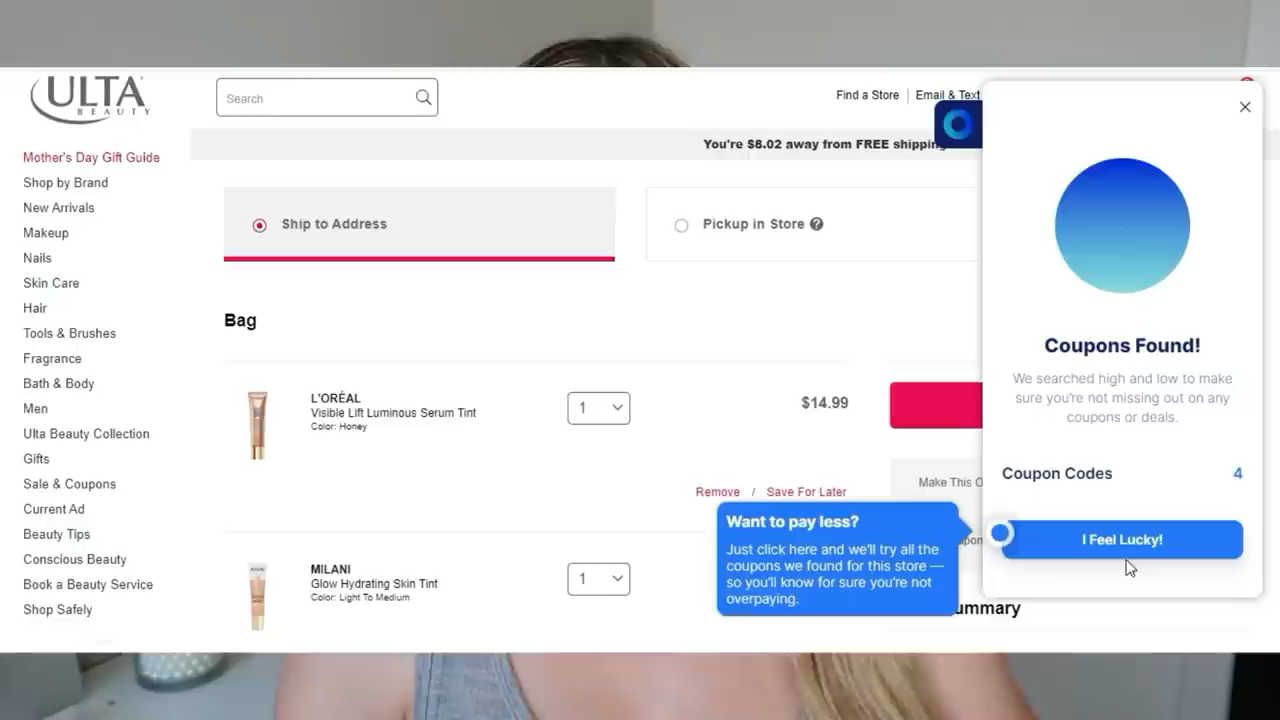 ULTA
BEAUTY
Search
Find a Store
Email & Text
You're $8.02 away from FREE shipping
Mother's Day Gift Guide
Shop by Brand
New Arrivals
Makeup
Nails
Skin Care
Hair
Tools & Brushes
Fragrance
Bath & Body
Men
Ulta Beauty Collection
Gifts
Sale & Coupons
Current Ad
Beauty Tips
Conscious Beauty
Book a Beauty Service
Shop Safely
Ship to Address
Pickup in Store ?
Bag
L'ORÉAL
Visible Lift Luminous Serum Tint
Color: Honey
1
$14.99
Remove / Save For Later
MILANI
Glow Hydrating Skin Tint
Color: Light To Medium
1
Make This O
Want to pay less?
Just click here and we'll try all the
coupons we found for this store —
so you'll know for sure you're not
overpaying.
Coupons Found!
We searched high and low to make
sure you're not missing out on any
coupons or deals.
Coupon Codes 4
I Feel Lucky!